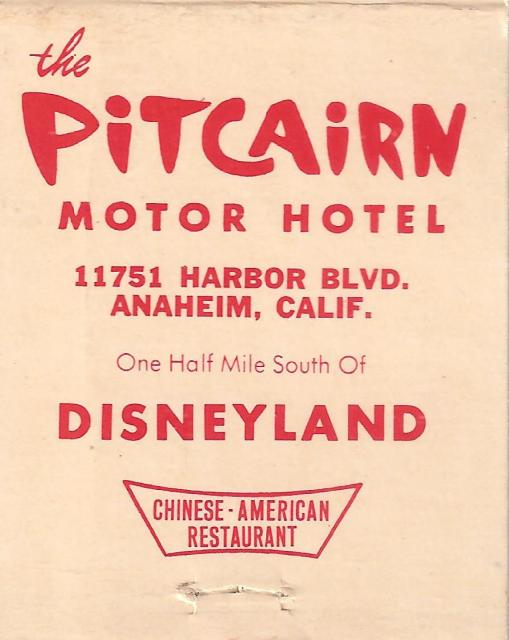 the
PiTCAiRN
MOTOR HOTEL
11751 HARBOR BLVD.
ANAHEIM, CALIF.
One Half Mile South Of
DISNEYLAND
CHINESE - AMERICAN
RESTAURANT